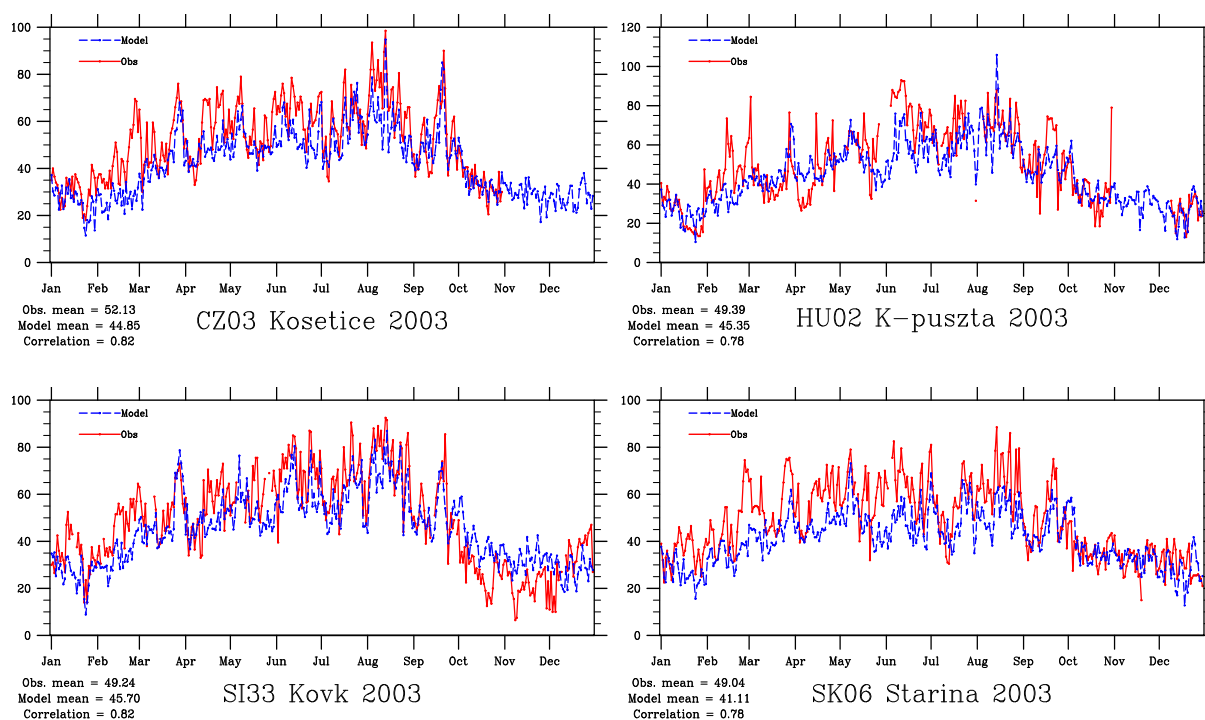 100
80
60
40
20
0
Model
Obs
Jan Feb Mar Apr May Jun Jul Aug Sep Oct Nov Dec
Obs. mean = 52.13
Model mean = 44.85
Correlation = 0.82
CZ03 Kosetice 2003
120
100
80
60
40
20
0
Model
Obs
Jan Feb Mar Apr May Jun Jul Aug Sep Oct Nov Dec
Obs. mean = 49.39
Model mean = 45.35
Correlation = 0.78
HU02 K-puszta 2003
100
80
60
40
20
0
Model
Obs
Jan Feb Mar Apr May Jun Jul Aug Sep Oct Nov Dec
Obs. mean = 49.24
Model mean = 45.70
Correlation = 0.82
SI33 Kovk 2003
100
80
60
40
20
0
Model
Obs
Jan Feb Mar Apr May Jun Jul Aug Sep Oct Nov Dec
Obs. mean = 49.04
Model mean = 41.11
Correlation = 0.78
SK06 Starina 2003